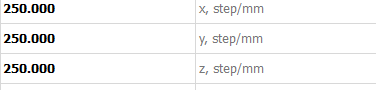 250.000 x, step/mm
250.000 y, step/mm
250.000 z, step/mm